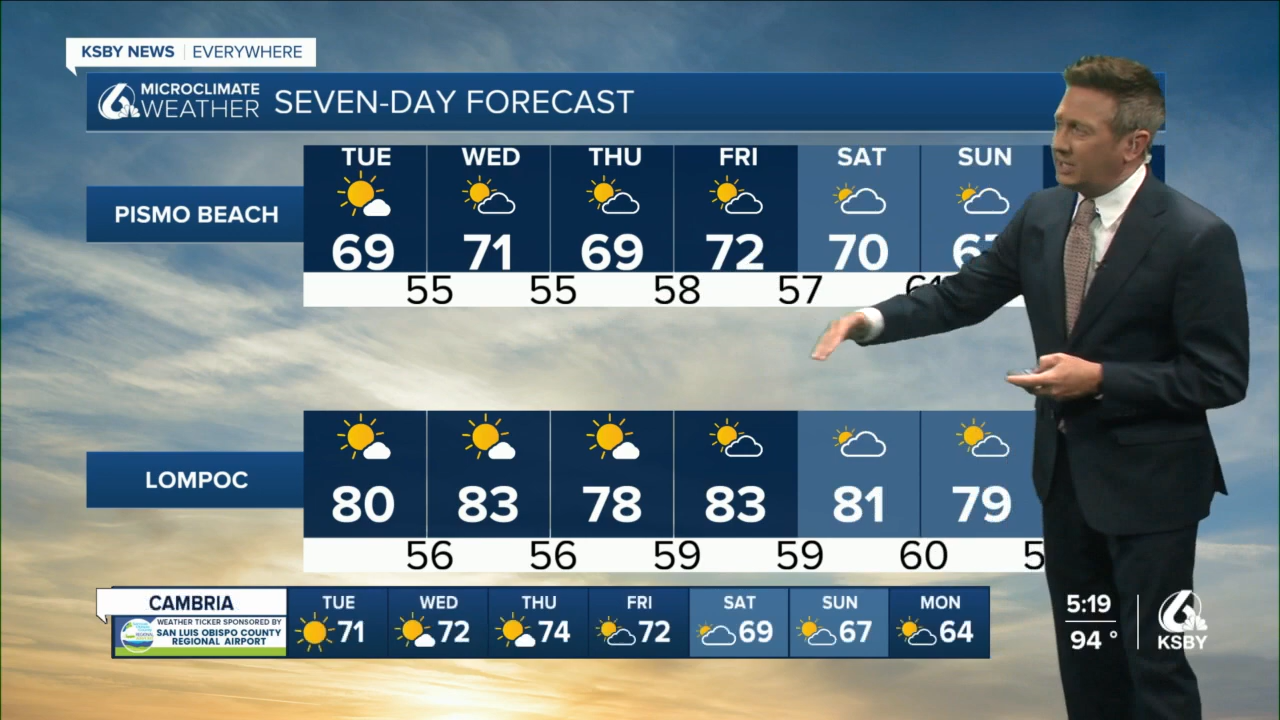 KSBY NEWS | EVERYWHERE
6 MICROCLIMATE WEATHER SEVEN-DAY FORECAST
TUE WED THU FRI SAT SUN
PISMO BEACH
69 71 69 72 70
55 55 58 57
LOMPOC
80 83 78 83 81 79
56 56 59 59 60
CAMBRIA
WEATHER TICKER SPONSORED BY
SAN LUIS OBISPO COUNTY
REGIONAL AIRPORT
TUE WED THU FRI SAT SUN MON
71 72 74 72 69 67 64
5:19
94 °
6
KSBY